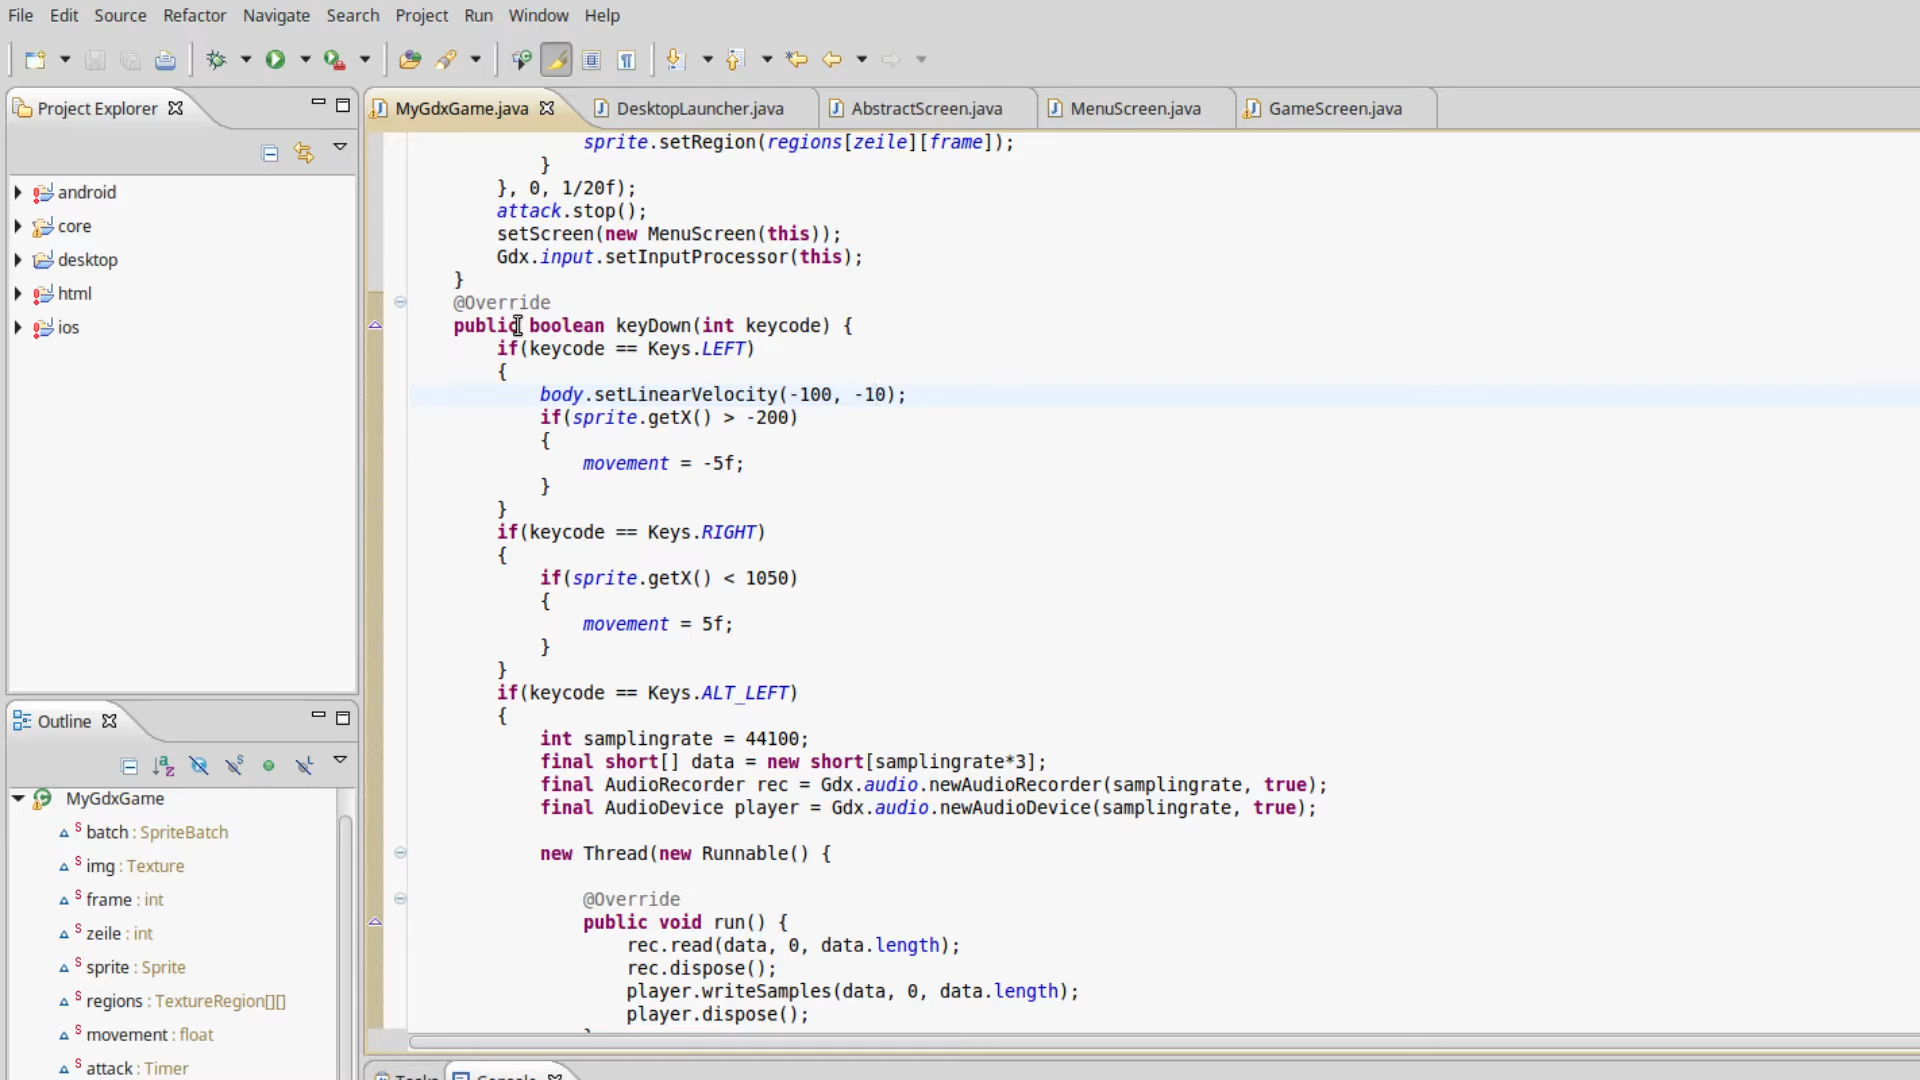 File Edit Source Refactor Navigate Search Project Run Window Help
Project Explorer
MyGdxGame.java
DesktopLauncher.java
AbstractScreen.java
MenuScreen.java
GameScreen.java
android
core
desktop
html
ios
sprite.setRegion(regions[zeile][frame]);
}
}, 0, 1/20f);
attack.stop();
setScreen(new MenuScreen(this));
Gdx.input.setInputProcessor(this);
}
@Override
public boolean keyDown(int keycode) {
if(keycode == Keys.LEFT)
{
body.setLinearVelocity(-100, -10);
if(sprite.getX() > -200)
{
movement = -5f;
}
}
if(keycode == Keys.RIGHT)
{
if(sprite.getX() < 1050)
{
movement = 5f;
}
}
if(keycode == Keys.ALT_LEFT)
{
int samplingrate = 44100;
final short[] data = new short[samplingrate*3];
final AudioRecorder rec = Gdx.audio.newAudioRecorder(samplingrate, true);
final AudioDevice player = Gdx.audio.newAudioDevice(samplingrate, true);
new Thread(new Runnable() {
@Override
public void run() {
rec.read(data, 0, data.length);
rec.dispose();
player.writeSamples(data, 0, data.length);
player.dispose();
Outline
MyGdxGame
batch : SpriteBatch
img : Texture
frame : int
zeile : int
sprite : Sprite
regions : TextureRegion[][]
movement : float
attack : Timer
Tasks
Console